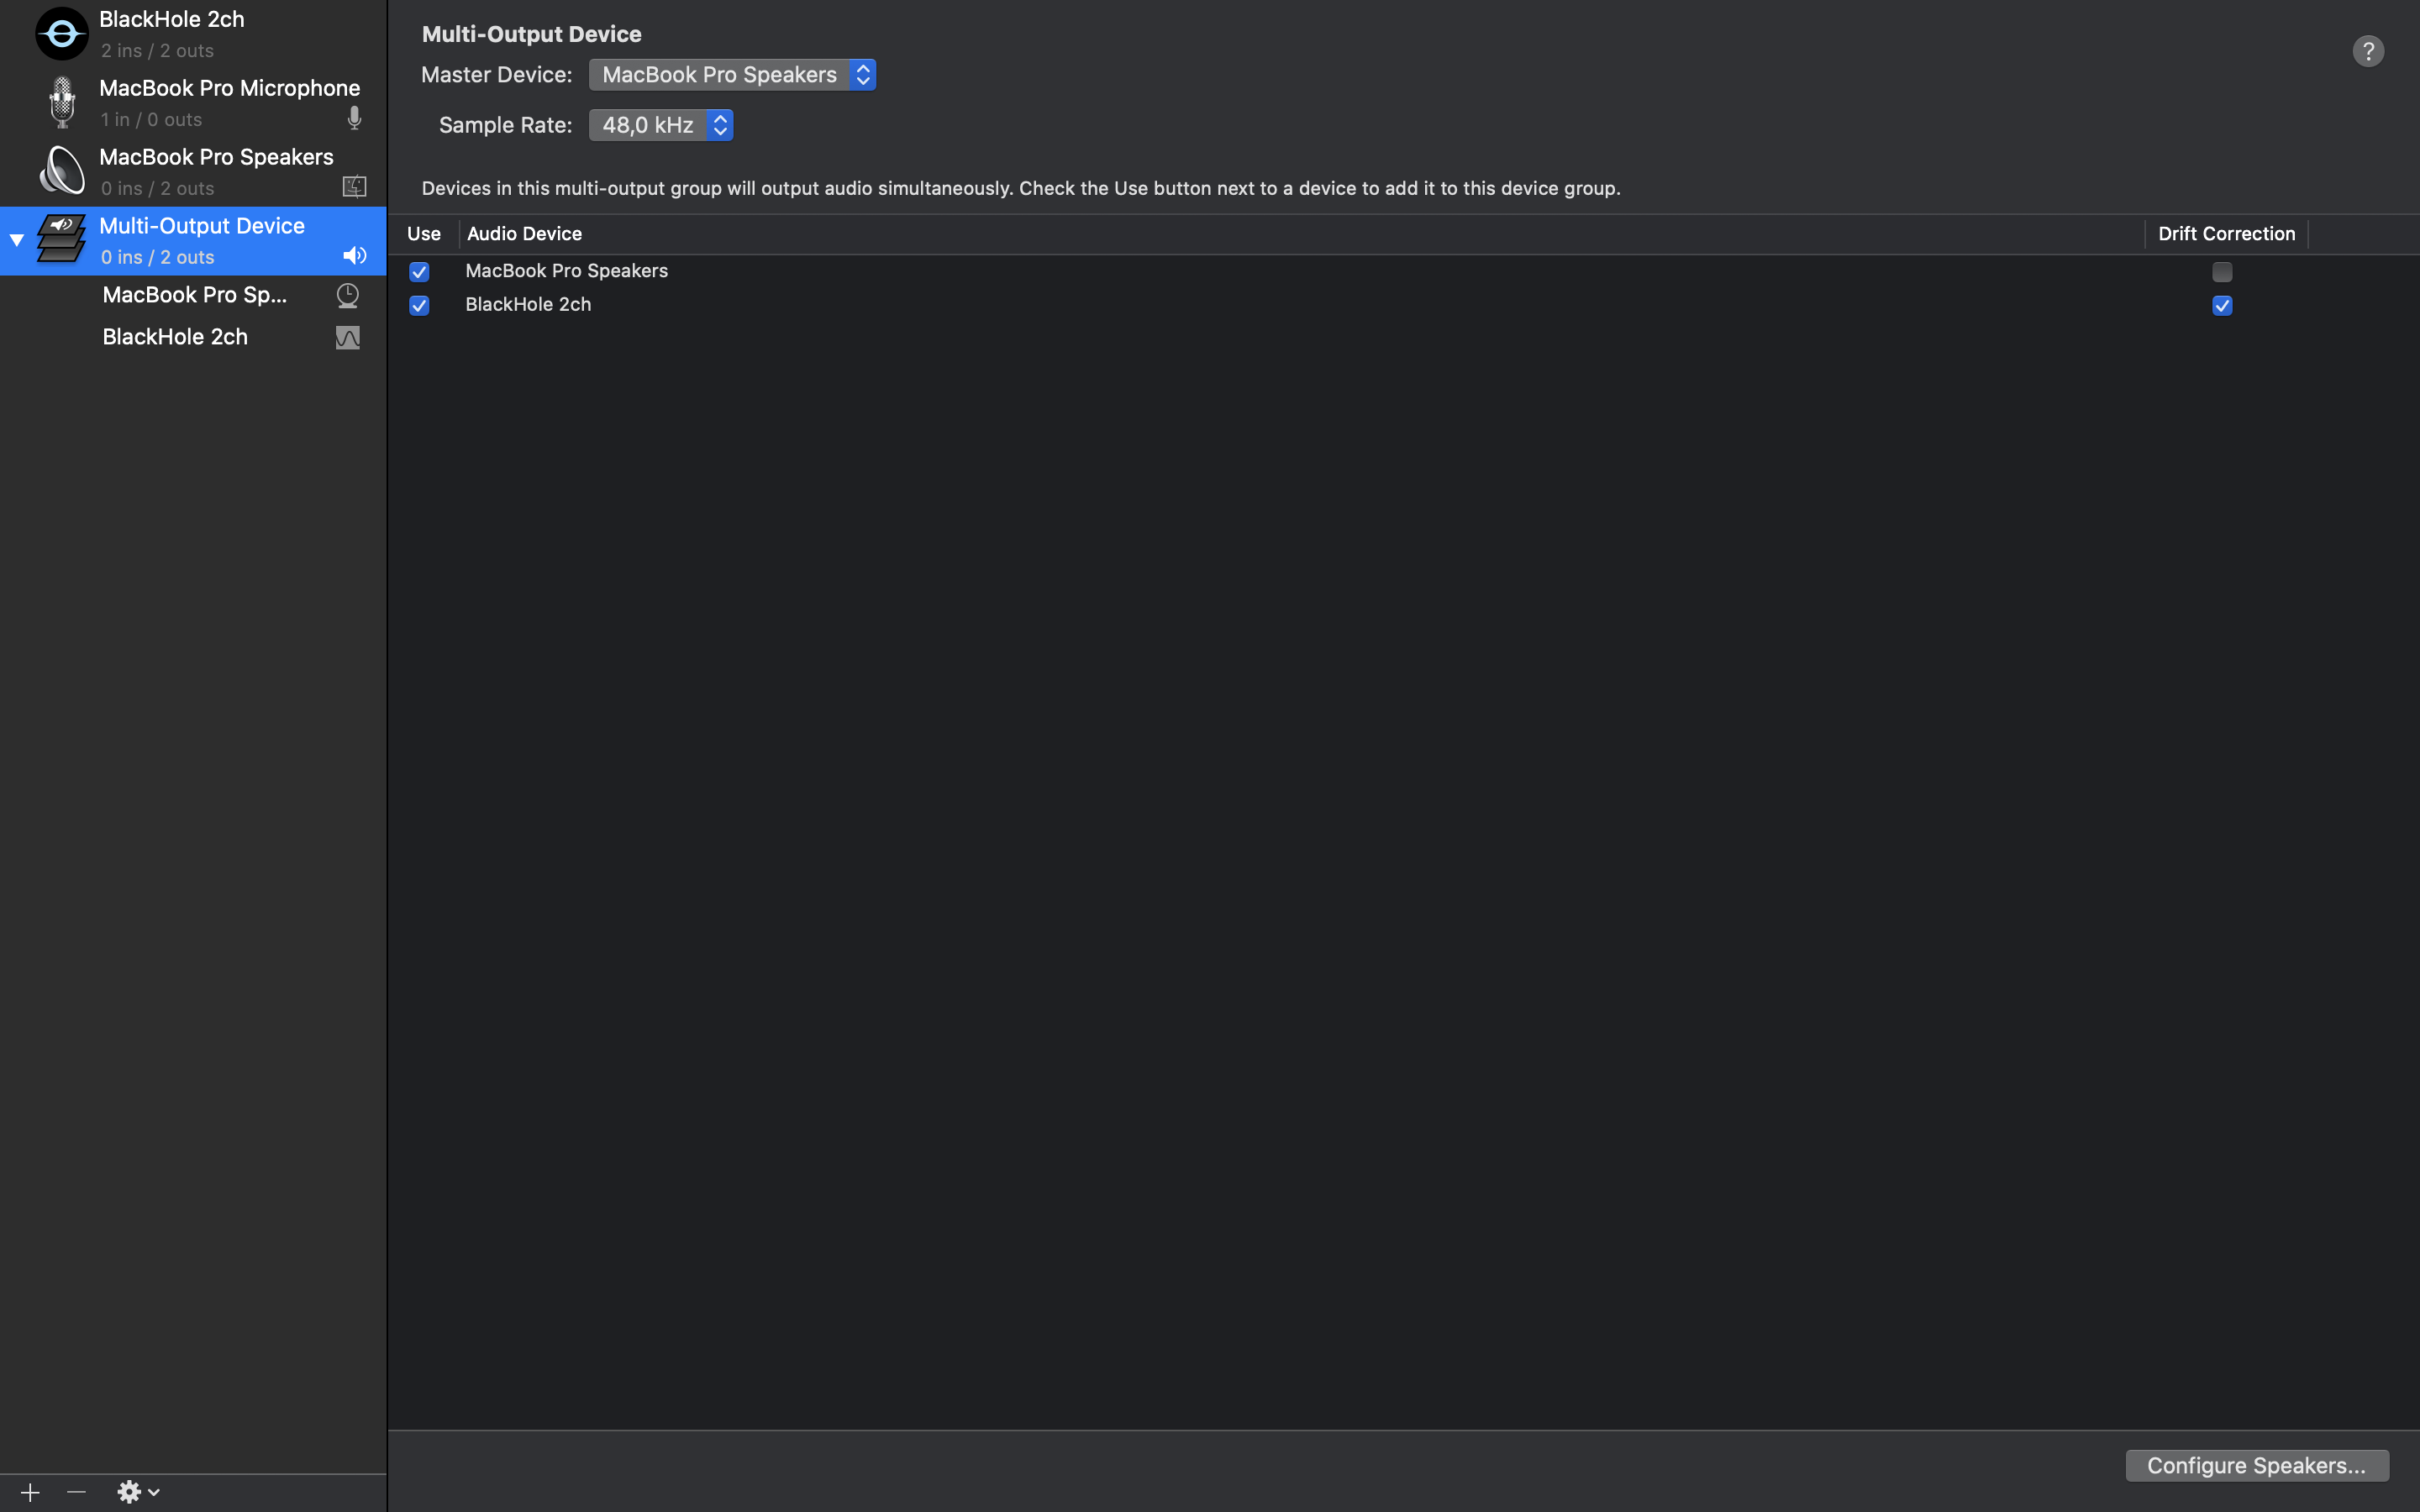 BlackHole 2ch
2 ins / 2 outs
MacBook Pro Microphone
1 in / 0 outs
MacBook Pro Speakers
0 ins / 2 outs
Multi-Output Device
0 ins / 2 outs
MacBook Pro Sp...
BlackHole 2ch
Multi-Output Device
?
Master Device: MacBook Pro Speakers
Sample Rate: 48,0 kHz
Devices in this multi-output group will output audio simultaneously. Check the Use button next to a device to add it to this device group.
Use Audio Device Drift Correction
MacBook Pro Speakers
BlackHole 2ch
Configure Speakers...